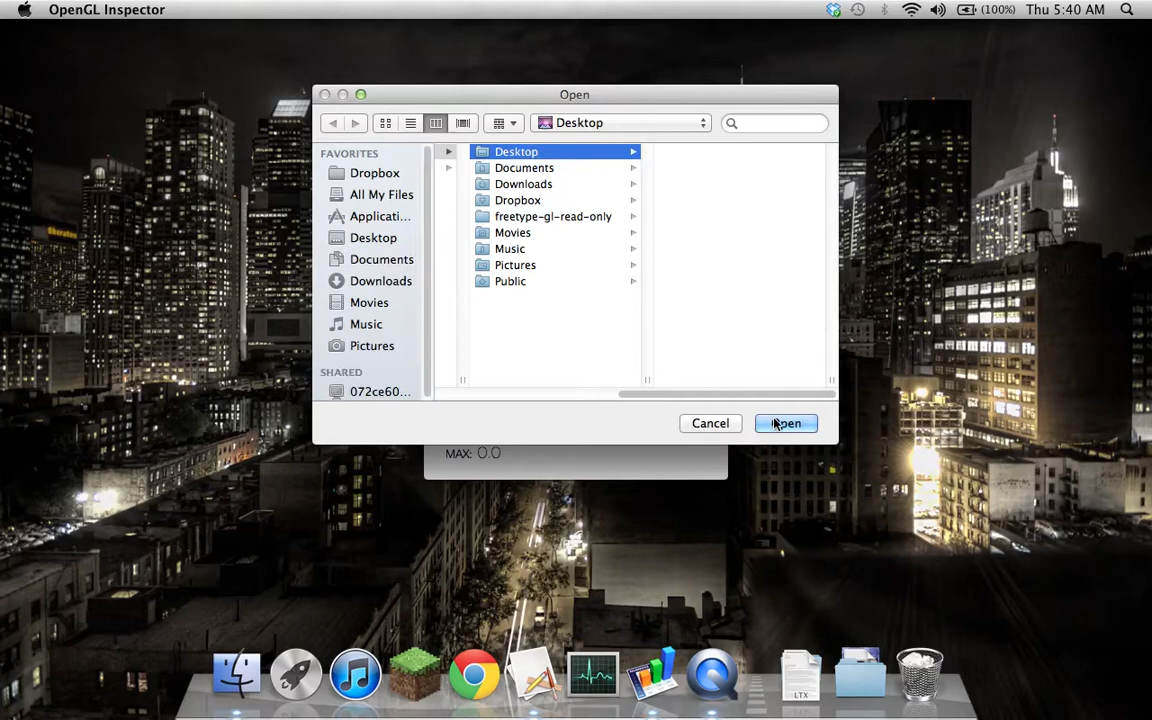 OpenGL Inspector
(100%) Thu 5:40 AM
Open
Desktop
FAVORITES
Dropbox
All My Files
Applicati...
Desktop
Documents
Downloads
Movies
Music
Pictures
SHARED
072ce60...
Desktop
Documents
Downloads
Dropbox
freetype-gl-read-only
Movies
Music
Pictures
Public
Cancel
Open
MAX: 0.0
LTX